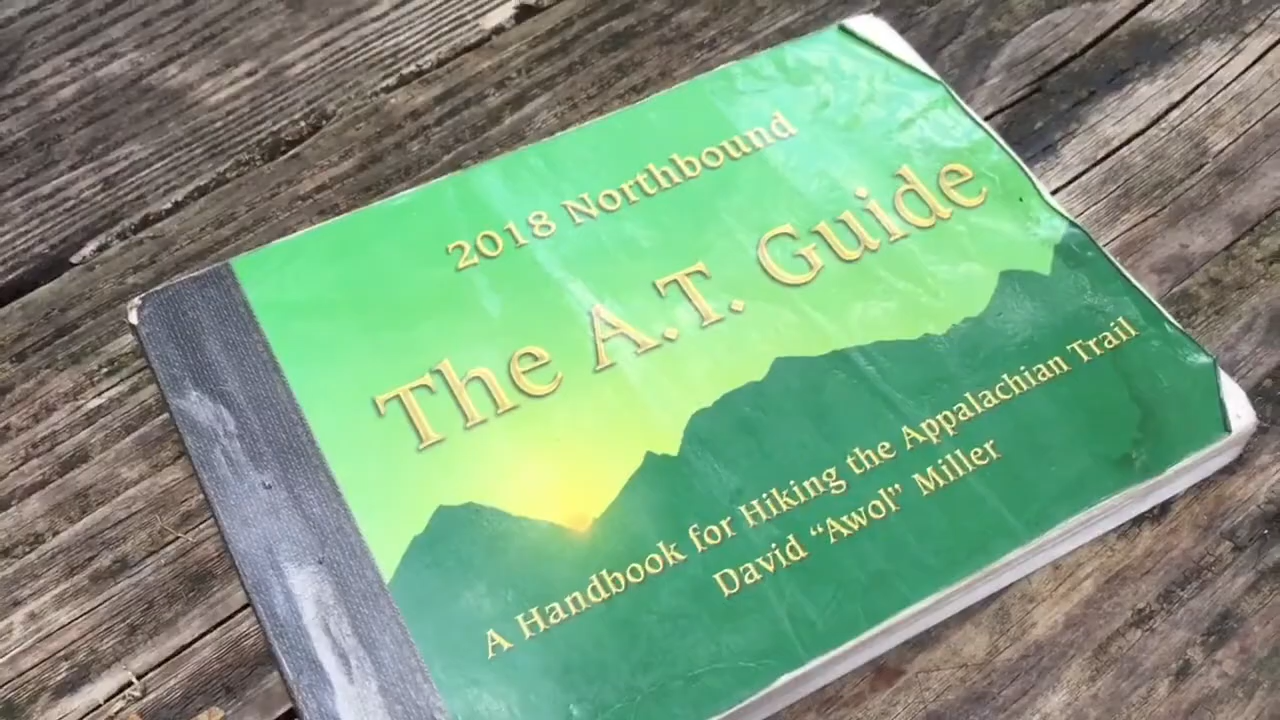 2018 Northbound
The A.T. Guide
A Handbook for Hiking the Appalachian Trail
David “Awol” Miller